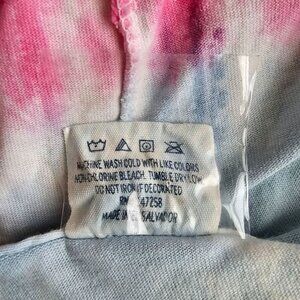 MACHINE WASH COLD WITH LIKE COLORS
NON-CHLORINE BLEACH. TUMBLE DRY LOW
DO NOT IRON IF DECORATED
RN 47258
MADE IN EL SALVADOR